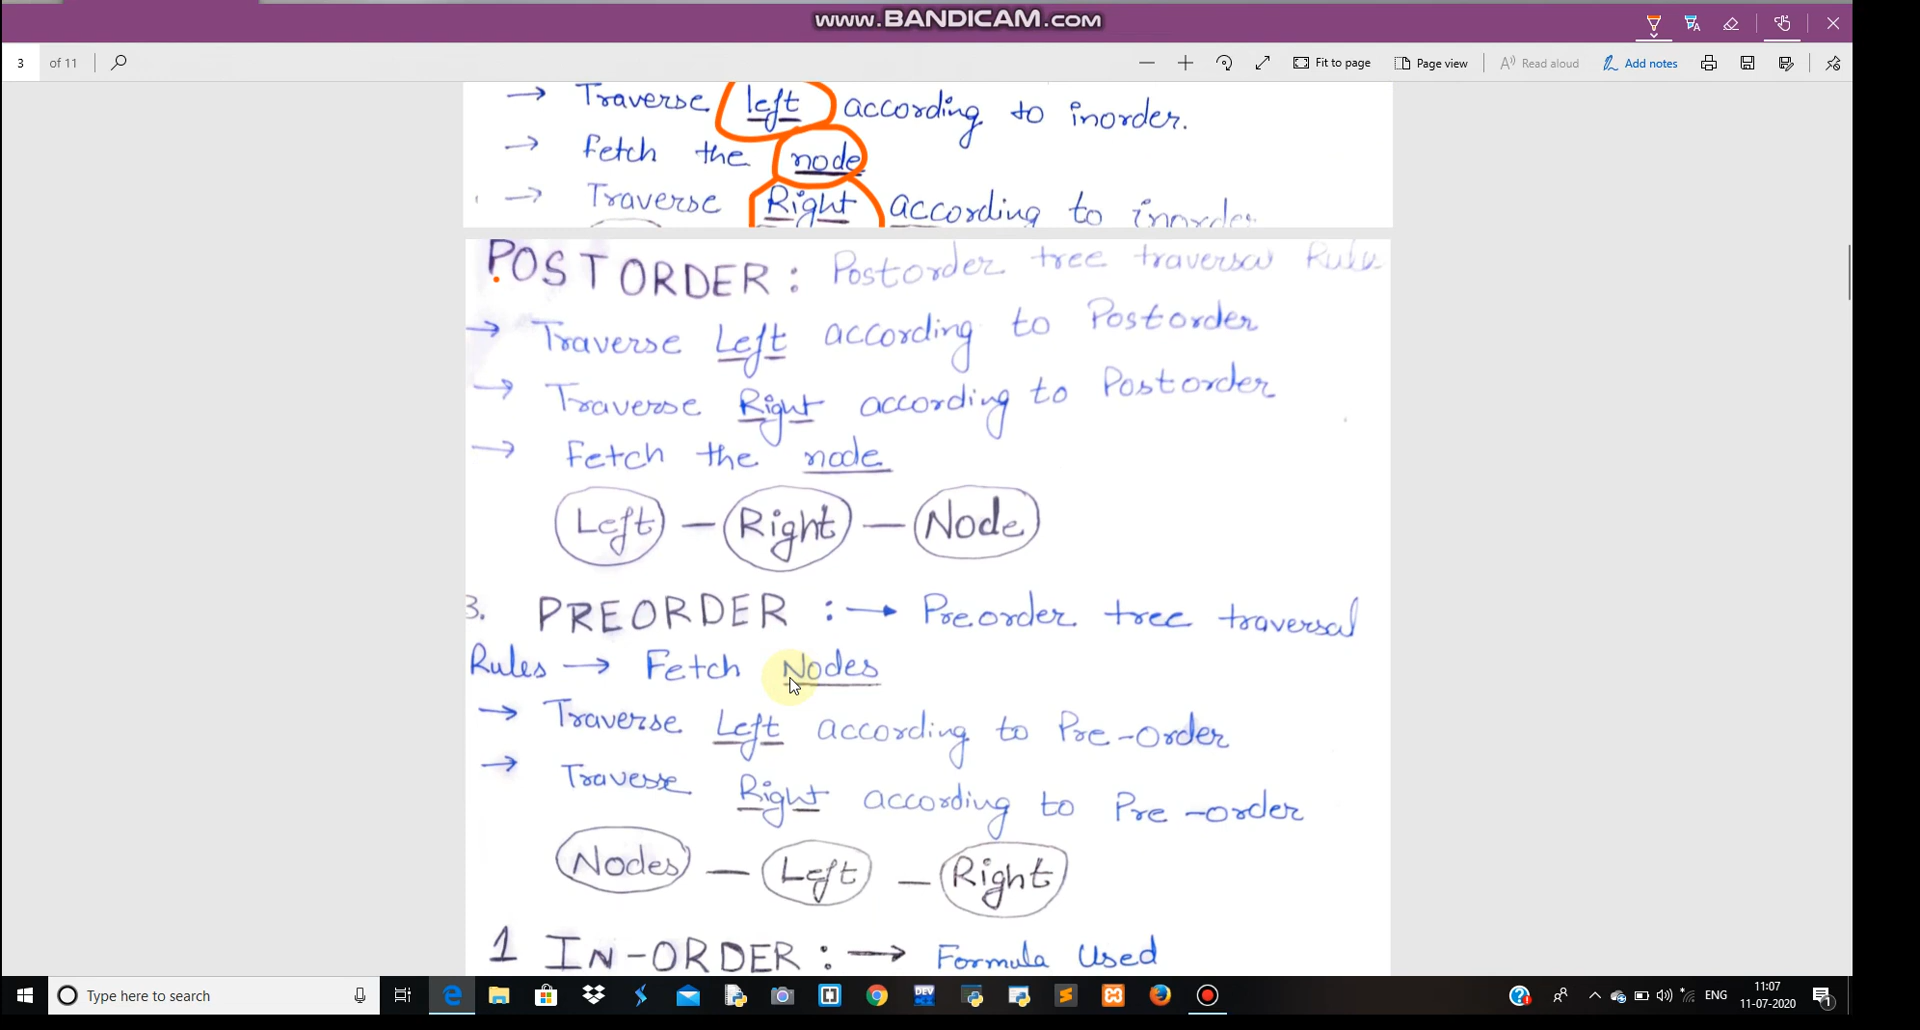 www.BANDICAM.COM
3 of 11 Fit to page Page view Read aloud Add notes
→ Traverse left according to inorder.
→ fetch the node
→ Traverse Right according to inorder
POSTORDER : Postorder tree traversal Rule
→ Traverse Left according to Postorder
→ Traverse Right according to Postorder
→ Fetch the node
Left — Right — Node
3. PREORDER : → Preorder tree traversal
Rules → Fetch Nodes
→ Traverse Left according to Pre-Order
→ Traverse Right according to Pre-order
Nodes — Left — Right
1 IN-ORDER : → Formula Used
Type here to search
ENG
11:07
11-07-2020